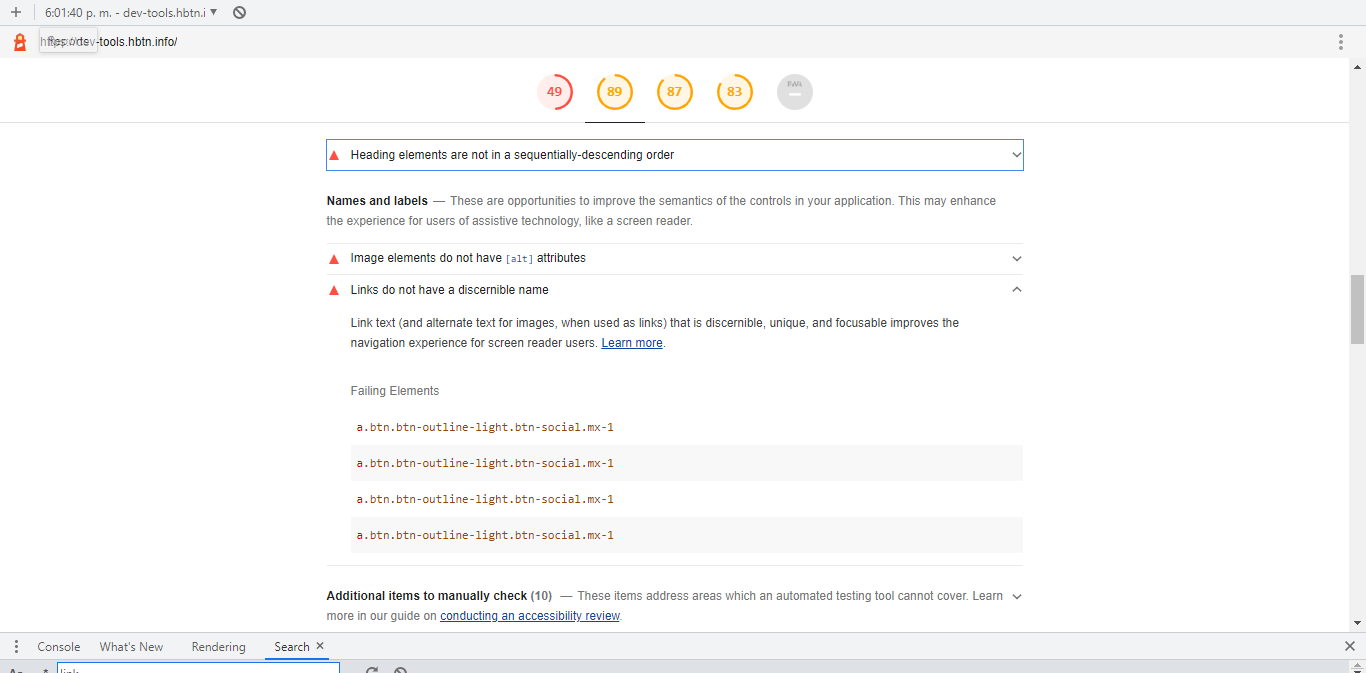 6:01:40 p. m. - dev-tools.hbtn.i
-tools.hbtn.info/
49
89
87
83
PWA
Heading elements are not in a sequentially-descending order
Names and labels — These are opportunities to improve the semantics of the controls in your application. This may enhance
the experience for users of assistive technology, like a screen reader.
Image elements do not have [alt] attributes
Links do not have a discernible name
Link text (and alternate text for images, when used as links) that is discernible, unique, and focusable improves the
navigation experience for screen reader users. Learn more.
Failing Elements
a.btn.btn-outline-light.btn-social.mx-1
a.btn.btn-outline-light.btn-social.mx-1
a.btn.btn-outline-light.btn-social.mx-1
a.btn.btn-outline-light.btn-social.mx-1
Additional items to manually check (10) — These items address areas which an automated testing tool cannot cover. Learn
more in our guide on conducting an accessibility review.
Console What's New Rendering Search
Aa .* link